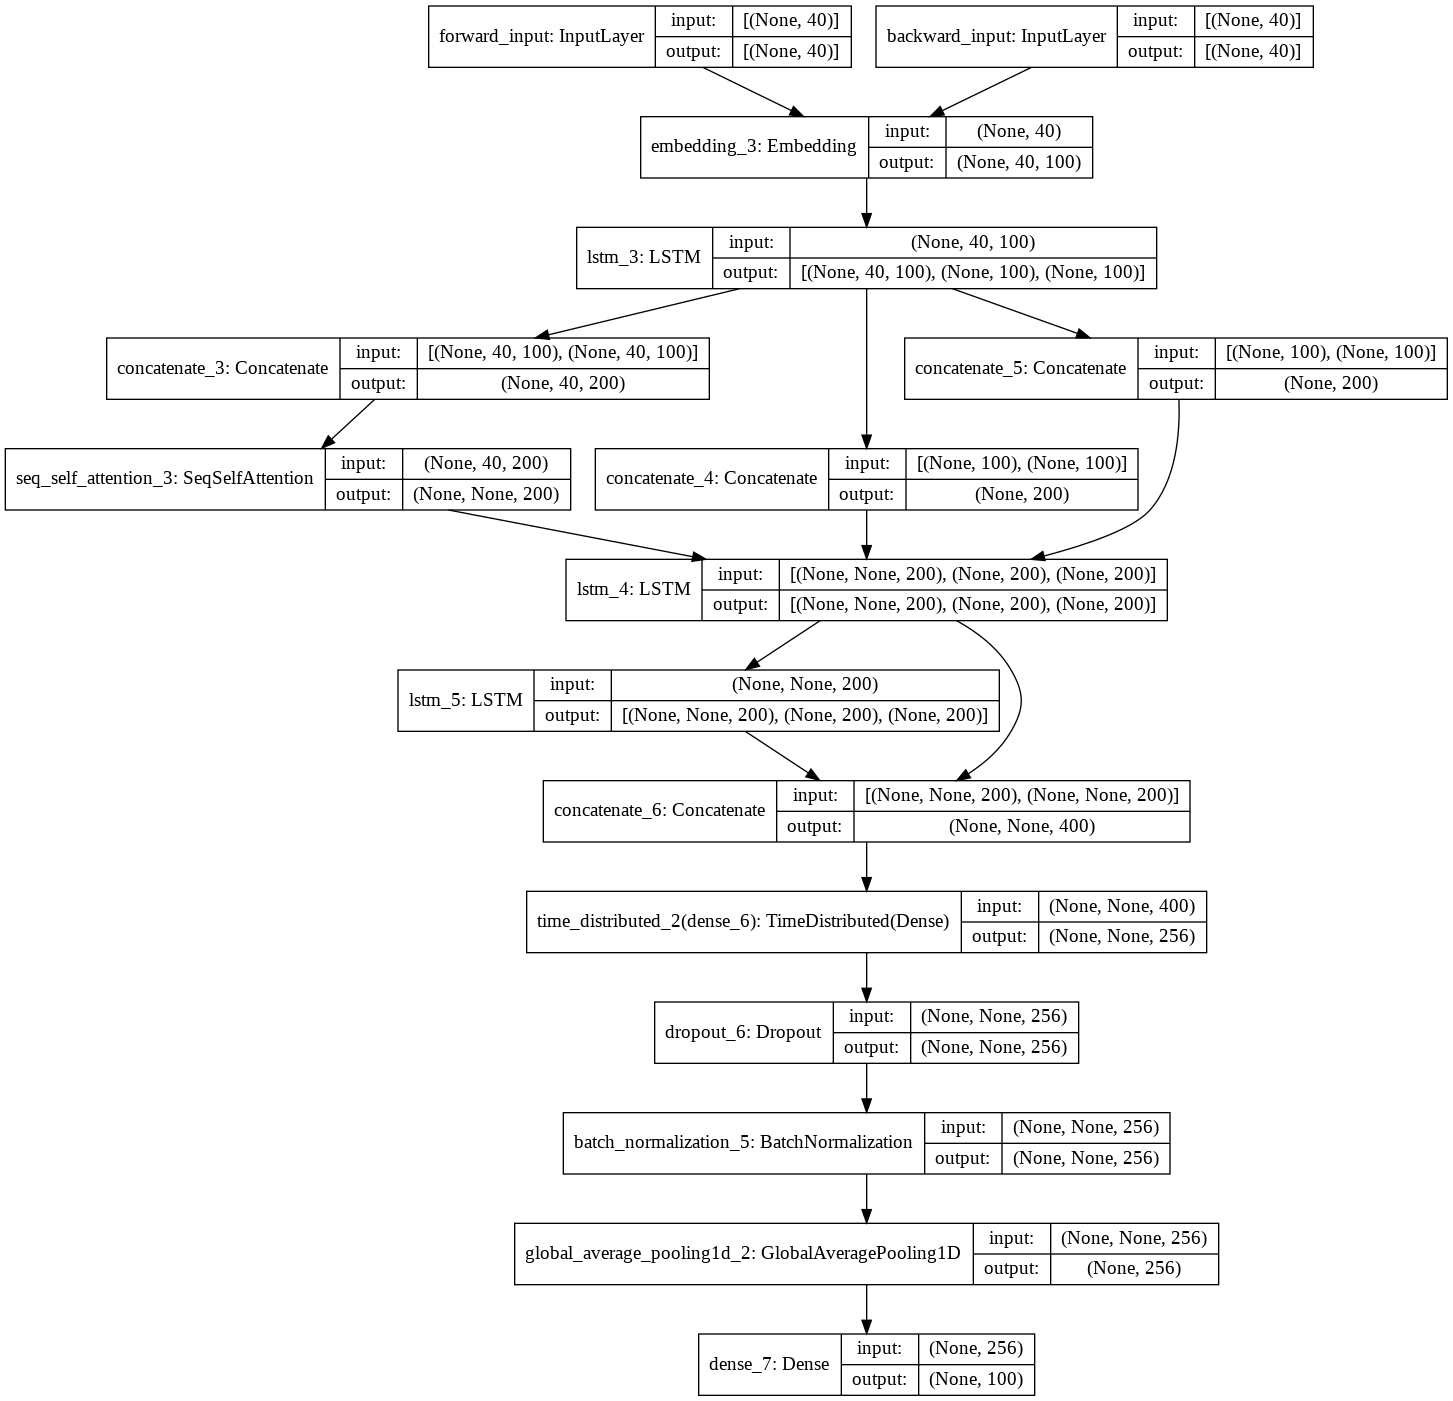 forward_input: InputLayer
input: [(None, 40)]
output: [(None, 40)]
backward_input: InputLayer
input: [(None, 40)]
output: [(None, 40)]
embedding_3: Embedding
input: (None, 40)
output: (None, 40, 100)
lstm_3: LSTM
input: (None, 40, 100)
output: [(None, 40, 100), (None, 100), (None, 100)]
concatenate_3: Concatenate
input: [(None, 40, 100), (None, 40, 100)]
output: (None, 40, 200)
concatenate_5: Concatenate
input: [(None, 100), (None, 100)]
output: (None, 200)
seq_self_attention_3: SeqSelfAttention
input: (None, 40, 200)
output: (None, None, 200)
concatenate_4: Concatenate
input: [(None, 100), (None, 100)]
output: (None, 200)
lstm_4: LSTM
input: [(None, None, 200), (None, 200), (None, 200)]
output: [(None, None, 200), (None, 200), (None, 200)]
lstm_5: LSTM
input: (None, None, 200)
output: [(None, None, 200), (None, 200), (None, 200)]
concatenate_6: Concatenate
input: [(None, None, 200), (None, None, 200)]
output: (None, None, 400)
time_distributed_2(dense_6): TimeDistributed(Dense)
input: (None, None, 400)
output: (None, None, 256)
dropout_6: Dropout
input: (None, None, 256)
output: (None, None, 256)
batch_normalization_5: BatchNormalization
input: (None, None, 256)
output: (None, None, 256)
global_average_pooling1d_2: GlobalAveragePooling1D
input: (None, None, 256)
output: (None, 256)
dense_7: Dense
input: (None, 256)
output: (None, 100)